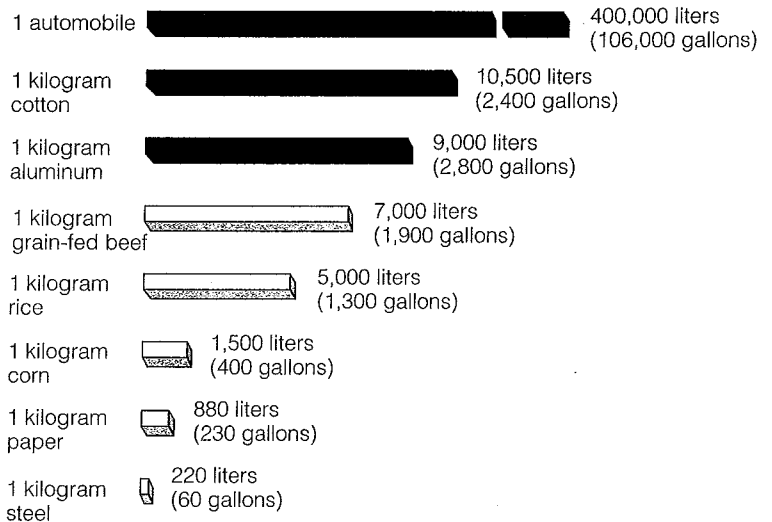 1 automobile
400,000 liters
(106,000 gallons)
1 kilogram
cotton
10,500 liters
(2,400 gallons)
1 kilogram
aluminum
9,000 liters
(2,800 gallons)
1 kilogram
grain-fed beef
7,000 liters
(1,900 gallons)
1 kilogram
rice
5,000 liters
(1,300 gallons)
1 kilogram
corn
1,500 liters
(400 gallons)
1 kilogram
paper
880 liters
(230 gallons)
1 kilogram
steel
220 liters
(60 gallons)